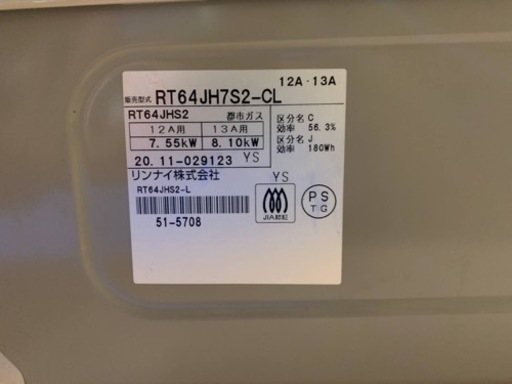 12A・13A
販売型式 RT64JH7S2-CL
RT64JHS2 都市ガス
12A用 13A用
7.55kW 8.10kW
区分名 C
効率 56.3%
区分名 J
効率 180Wh
20.11-029123 YS
リンナイ株式会社
RT64JHS2-L
51-5708
YS
JIA認証
PS
TG